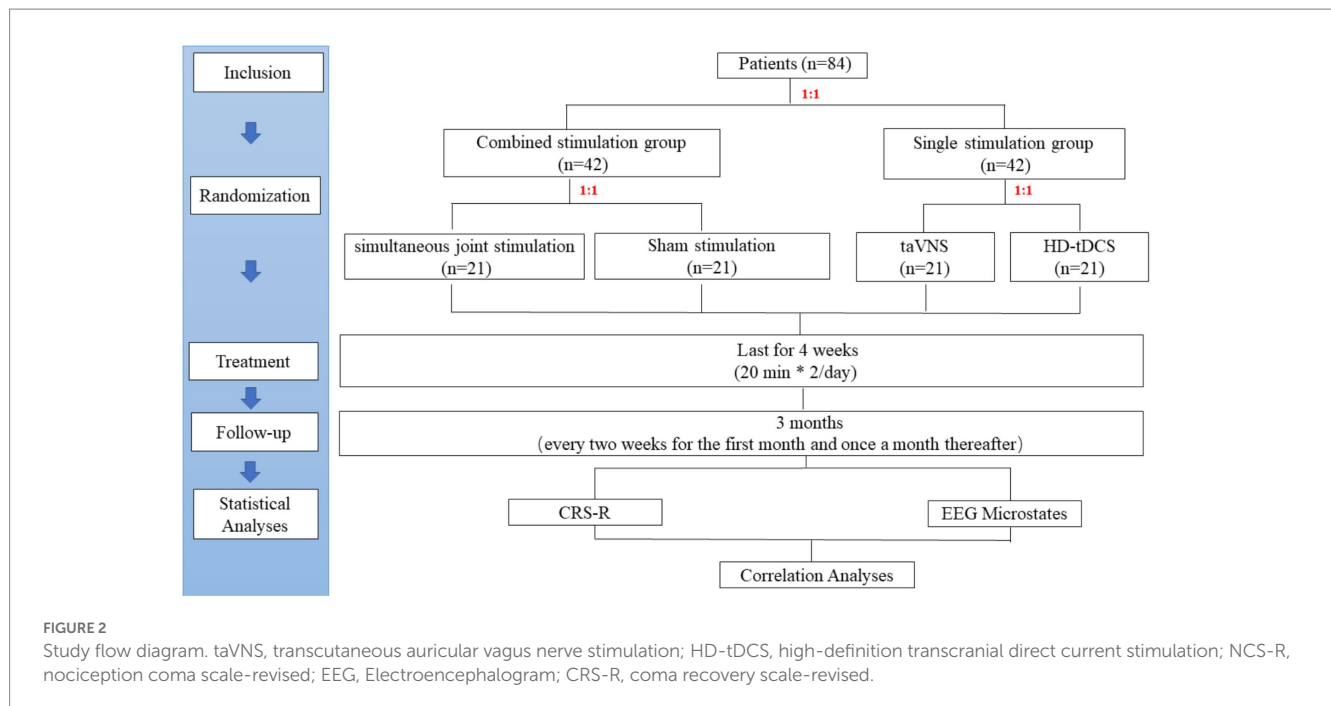 Inclusion
Randomization
Treatment
Follow-up
Statistical
Analyses
Patients (n=84)
1:1
Combined stimulation group
(n=42)
Single stimulation group
(n=42)
1:1
1:1
simultaneous joint stimulation
(n=21)
Sham stimulation
(n=21)
taVNS
(n=21)
HD-tDCS
(n=21)
Last for 4 weeks
(20 min * 2/day)
3 months
(every two weeks for the first month and once a month thereafter)
CRS-R
EEG Microstates
Correlation Analyses
FIGURE 2
Study flow diagram. taVNS, transcutaneous auricular vagus nerve stimulation; HD-tDCS, high-definition transcranial direct current stimulation; NCS-R,
nociception coma scale-revised; EEG, Electroencephalogram; CRS-R, coma recovery scale-revised.